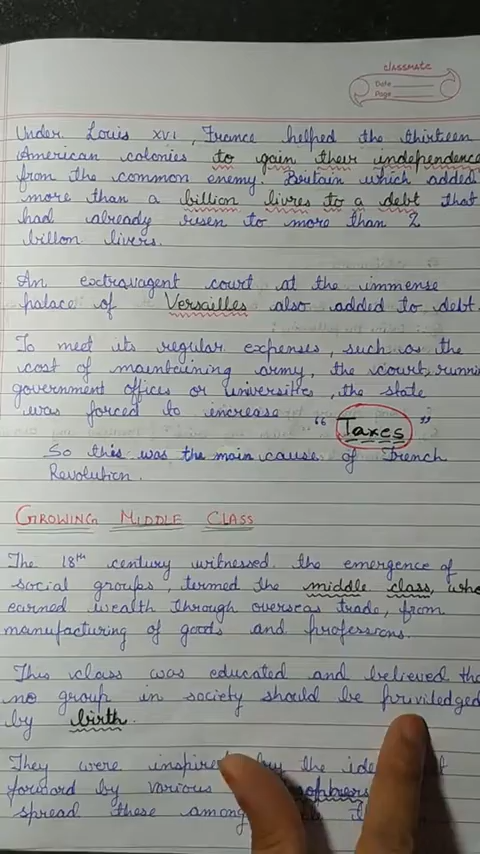 classmate
Date
Page
Under Louis XVI, France helped the thirteen
American colonies to gain their independence
from the common enemy. Britain which added
more than a billion livres to a debt that
had already risen to more than 2
billon livers.
An extravagent court at the immense
palace of Versailles also added to debt.
To meet its regular expenses, such as the
cost of maintaining army, the court, runnin
government offices or universities, the state
was forced to increase
" Taxes "
So this was the main cause of French
Revolution.
GROWING MIDDLE CLASS
The 18th century witnessed the emergence of
social groups, termed the middle class, who
earned wealth through overseas trade, from
manufacturing of goods and professions.
This class was educated and believed tha
no group in society should be priviledged
by birth.
They were inspired by the
forward by various
spread these among